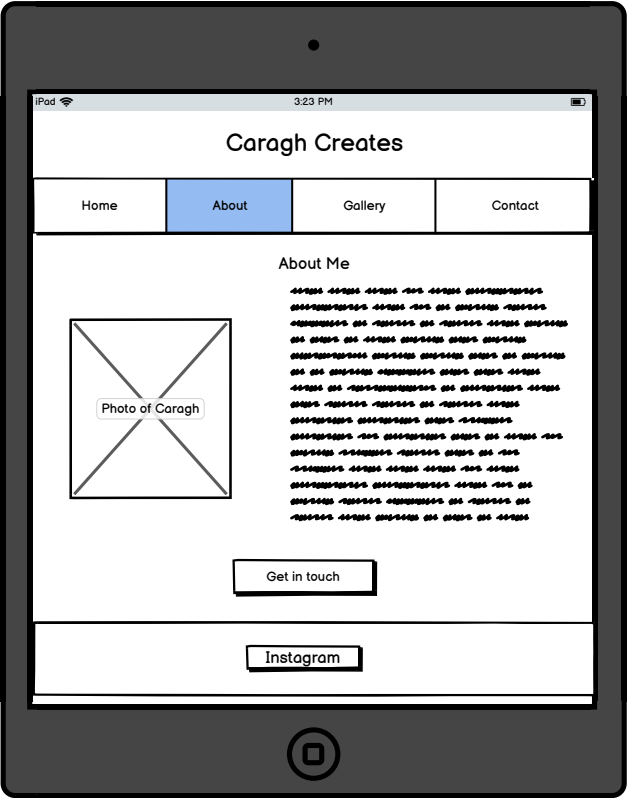 iPad 3:23 PM
Caragh Creates
Home About Gallery Contact
About Me
Photo of Caragh
Get in touch
Instagram